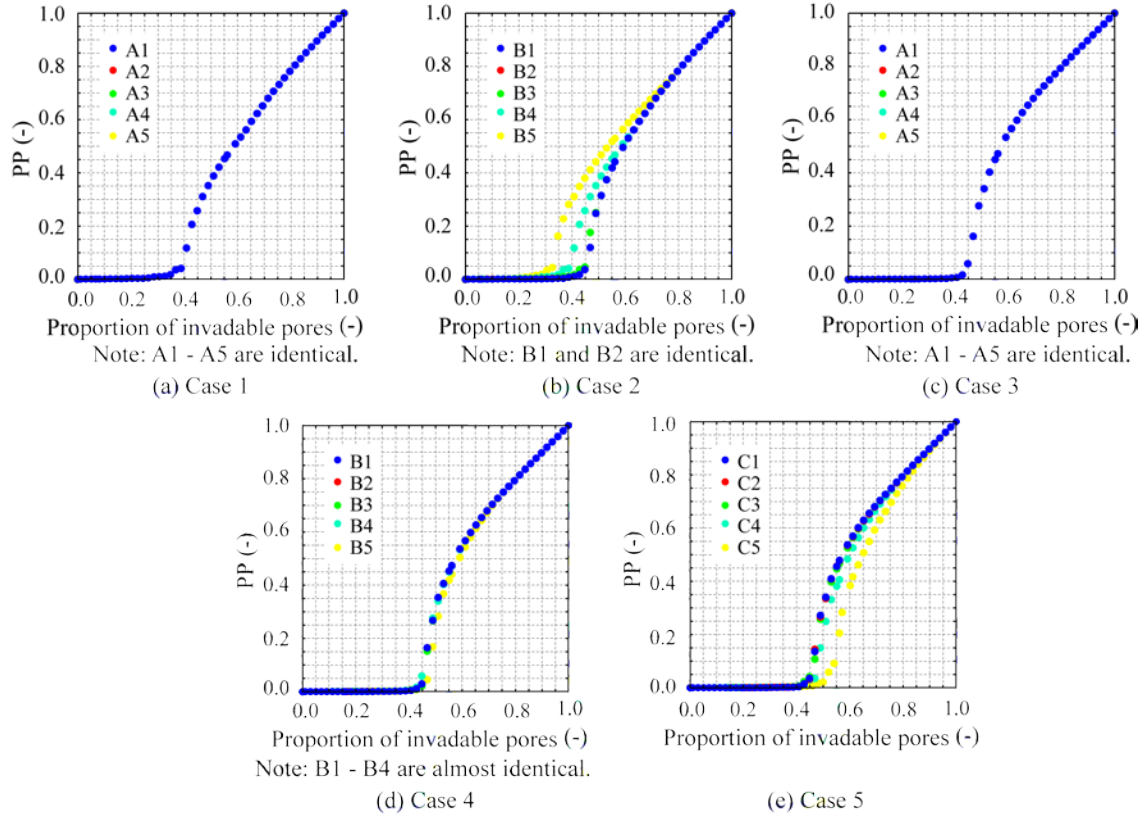 1.0
0.8
0.6
0.4
0.2
0.0
PP (-)
A1
A2
A3
A4
A5
0.0 0.2 0.4 0.6 0.8 1.0
Proportion of invadable pores (-)
Note: A1 - A5 are identical.
(a) Case 1
1.0
0.8
0.6
0.4
0.2
0.0
PP (-)
B1
B2
B3
B4
B5
0.0 0.2 0.4 0.6 0.8 1.0
Proportion of invadable pores (-)
Note: B1 and B2 are identical.
(b) Case 2
1.0
0.8
0.6
0.4
0.2
0.0
PP (-)
A1
A2
A3
A4
A5
0.0 0.2 0.4 0.6 0.8 1.0
Proportion of invadable pores (-)
Note: A1 - A5 are identical.
(c) Case 3
1.0
0.8
0.6
0.4
0.2
0.0
PP (-)
B1
B2
B3
B4
B5
0.0 0.2 0.4 0.6 0.8 1.0
Proportion of invadable pores (-)
Note: B1 - B4 are almost identical.
(d) Case 4
1.0
0.8
0.6
0.4
0.2
0.0
PP (-)
C1
C2
C3
C4
C5
0.0 0.2 0.4 0.6 0.8 1.0
Proportion of invadable pores (-)
(e) Case 5